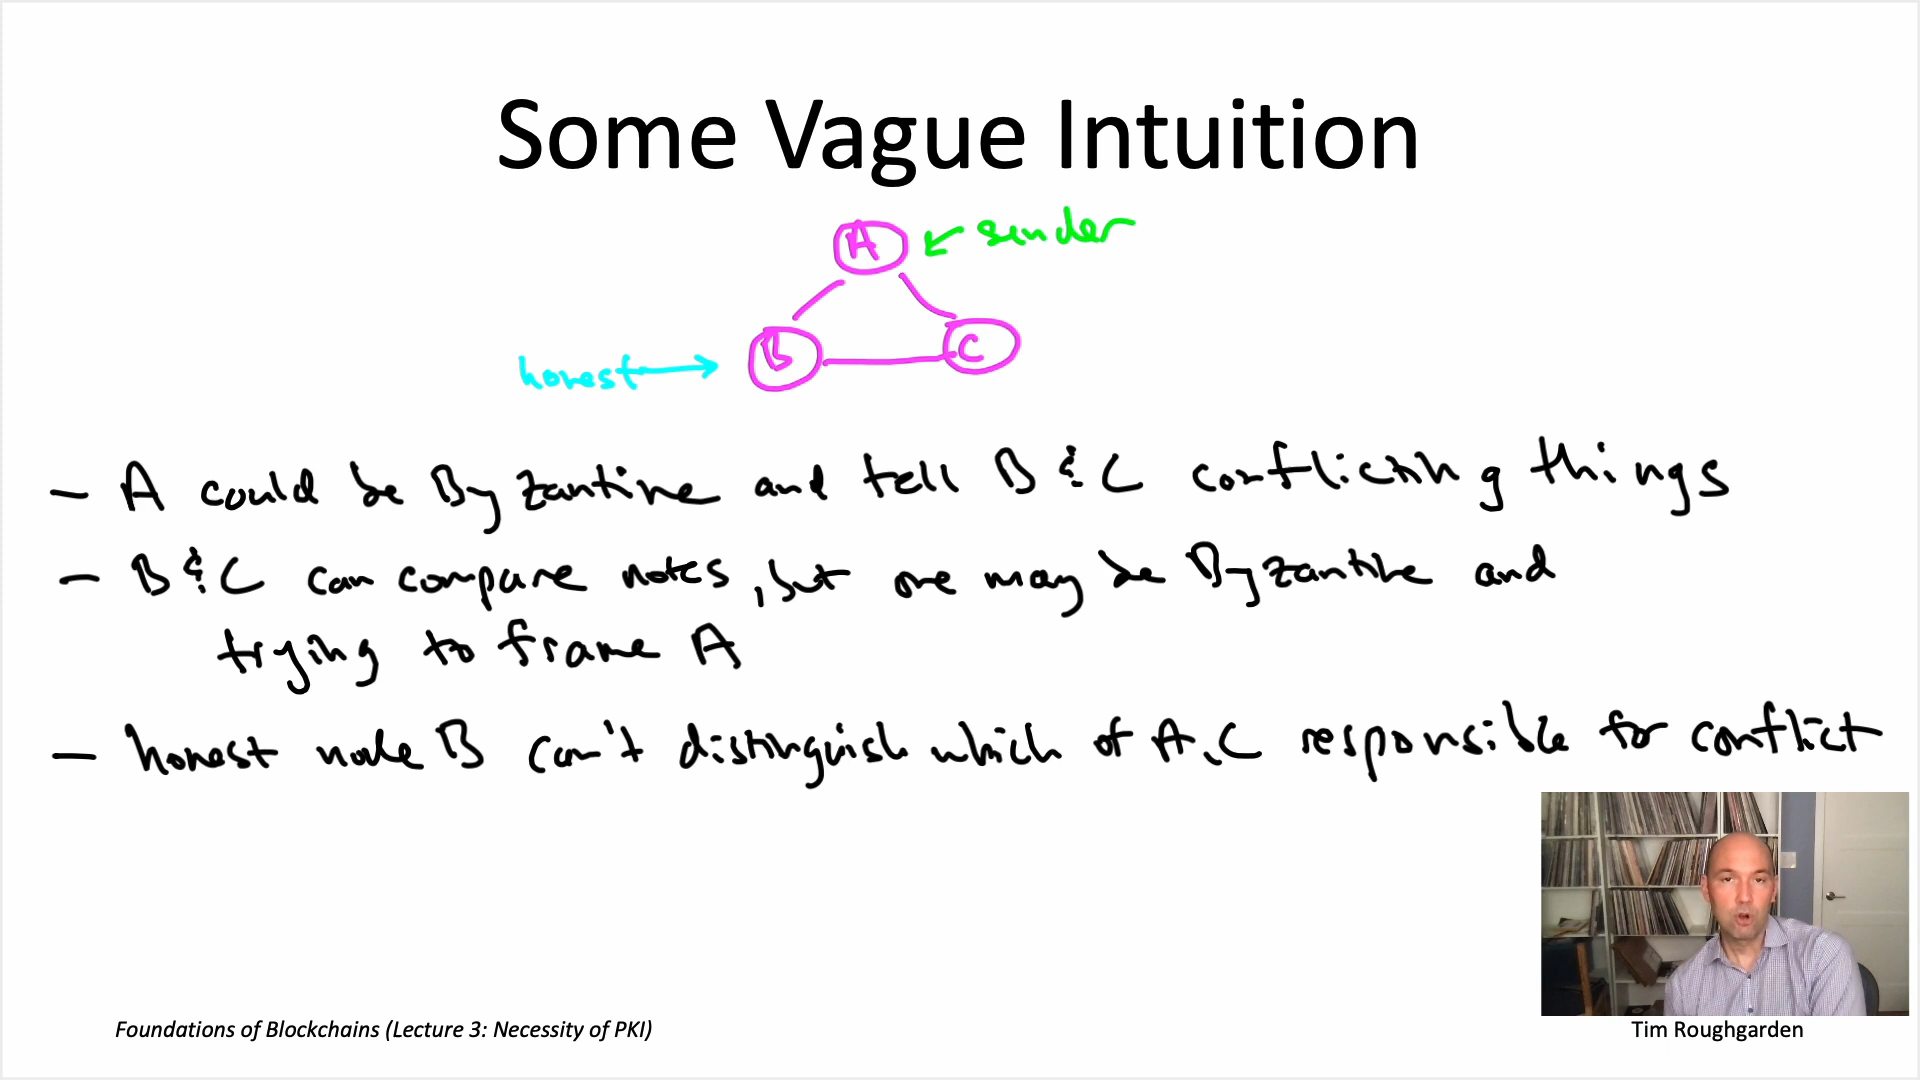 Some Vague Intuition
A ← sender
B C
honest →
– A could be Byzantine and tell B & C conflicting things
– B & C can compare notes, but one may be Byzantine and
trying to frame A
– honest node B can't distinguish which of A, C responsible for conflict
Foundations of Blockchains (Lecture 3: Necessity of PKI)
Tim Roughgarden